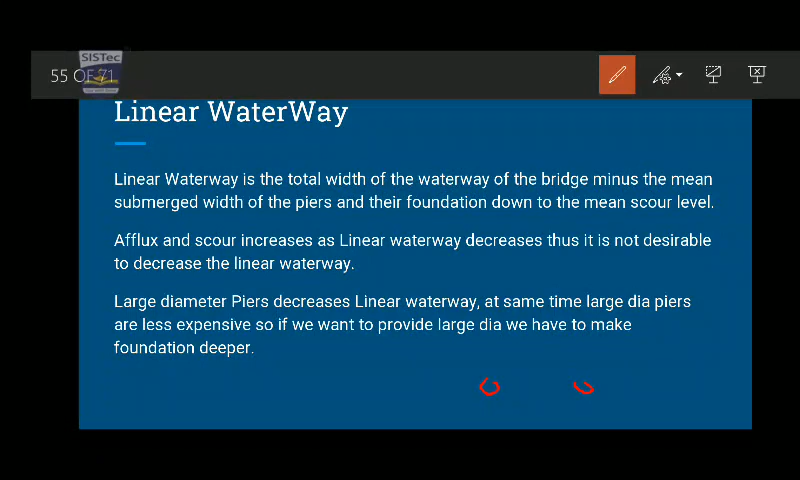 SISTec
55 OF 71
Linear WaterWay
Linear Waterway is the total width of the waterway of the bridge minus the mean
submerged width of the piers and their foundation down to the mean scour level.
Afflux and scour increases as Linear waterway decreases thus it is not desirable
to decrease the linear waterway.
Large diameter Piers decreases Linear waterway, at same time large dia piers
are less expensive so if we want to provide large dia we have to make
foundation deeper.